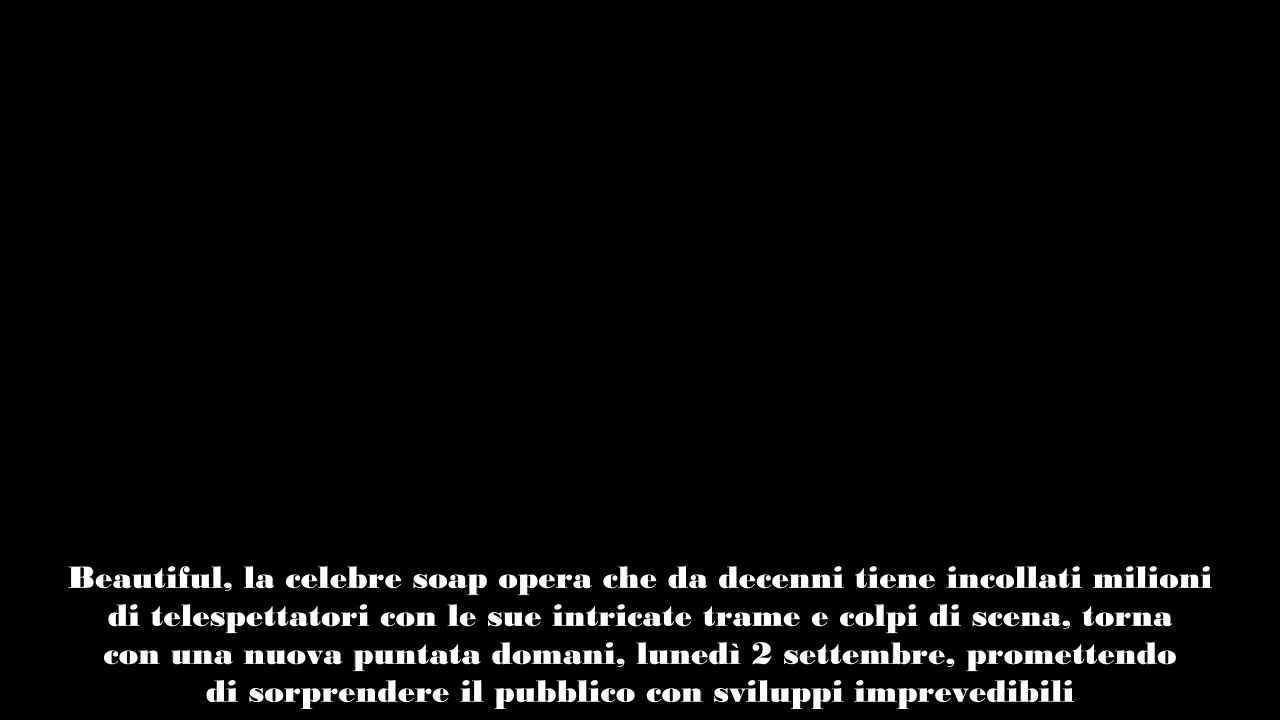 Beautiful, la celebre soap opera che da decenni tiene incollati milioni
di telespettatori con le sue intricate trame e colpi di scena, torna
con una nuova puntata domani, lunedì 2 settembre, promettendo
di sorprendere il pubblico con sviluppi imprevedibili